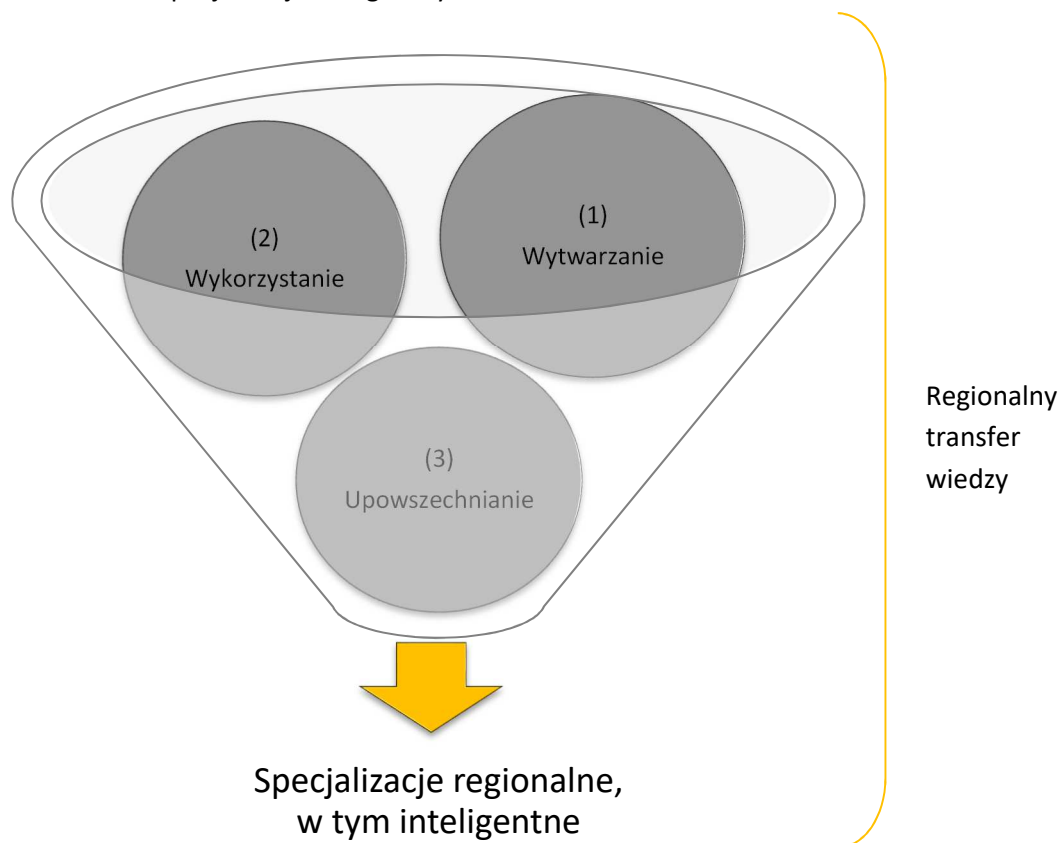 (2)
Wykorzystanie
(1)
Wytwarzanie
(3)
Upowszechnianie
Regionalny
transfer
wiedzy
Specjalizacje regionalne,
w tym inteligentne